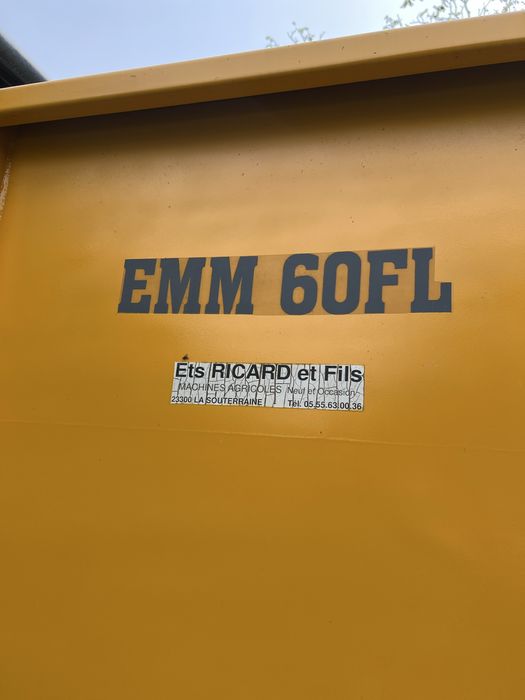 EMM 60FL
Ets RICARD et Fils
MACHINES AGRICOLES Neuf et Occasion
23300 LA SOUTERRAINE Tél. 05.55.63.00.36